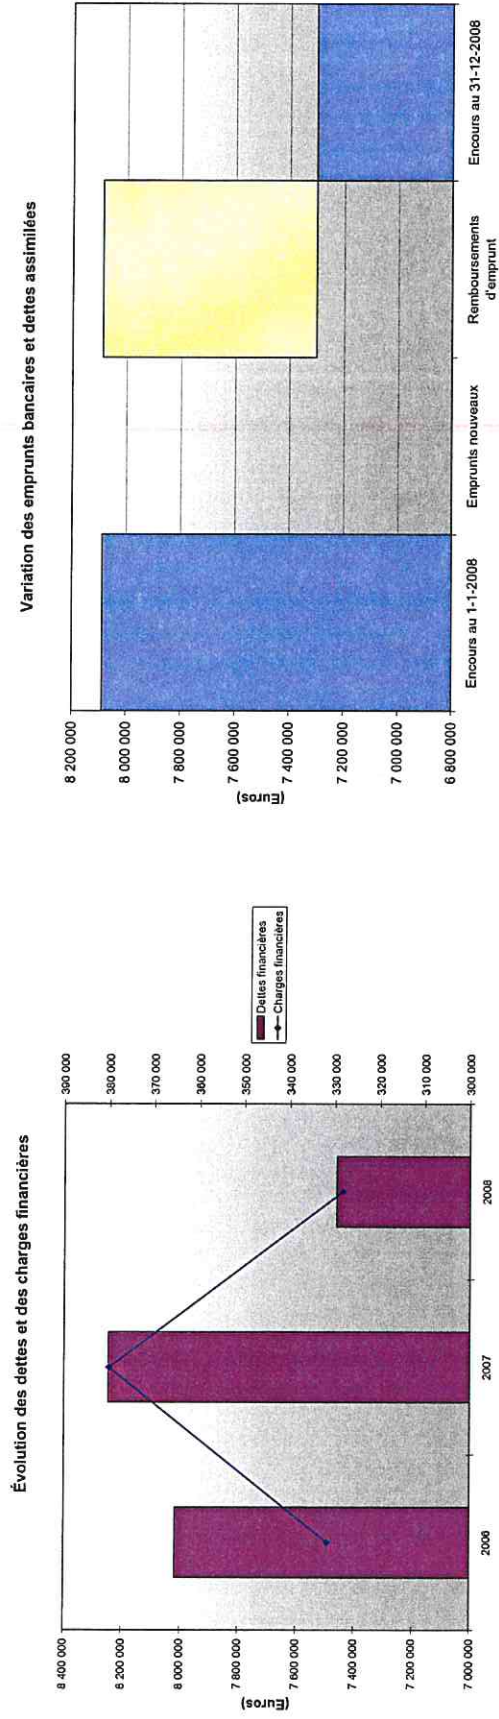 Évolution des dettes et des charges financières
8 400 000
8 200 000
8 000 000
7 800 000
7 600 000
7 400 000
7 200 000
7 000 000
(Euros)
390 000
380 000
370 000
360 000
350 000
340 000
330 000
320 000
310 000
300 000
2006
2007
2008
Dettes financières
Charges financières
Variation des emprunts bancaires et dettes assimilées
8 200 000
8 000 000
7 800 000
7 600 000
7 400 000
7 200 000
7 000 000
6 800 000
(Euros)
Encours au 1-1-2008
Emprunts nouveaux
Remboursements
d'emprunt
Encours au 31-12-2008